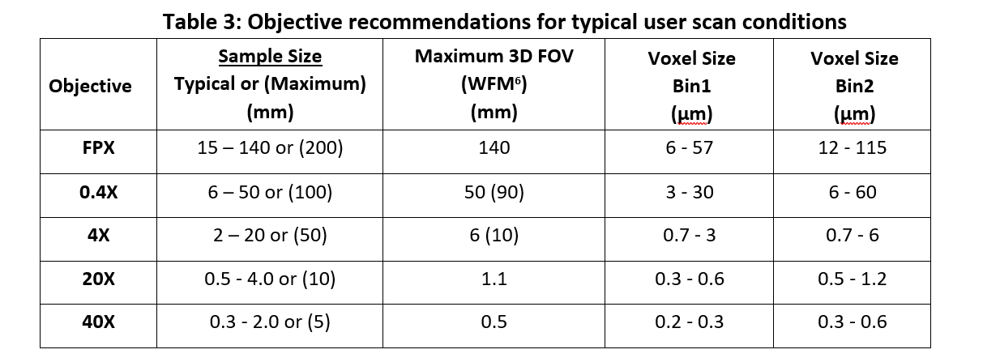 Table 3: Objective recommendations for typical user scan conditions
Objective
Sample Size
Typical or (Maximum)
(mm)
Maximum 3D FOV
(WFM⁶)
(mm)
Voxel Size
Bin1
(µm)
Voxel Size
Bin2
(µm)
FPX 15 – 140 or (200) 140 6 - 57 12 - 115
0.4X 6 – 50 or (100) 50 (90) 3 - 30 6 - 60
4X 2 – 20 or (50) 6 (10) 0.7 - 3 0.7 - 6
20X 0.5 - 4.0 or (10) 1.1 0.3 - 0.6 0.5 - 1.2
40X 0.3 - 2.0 or (5) 0.5 0.2 - 0.3 0.3 - 0.6